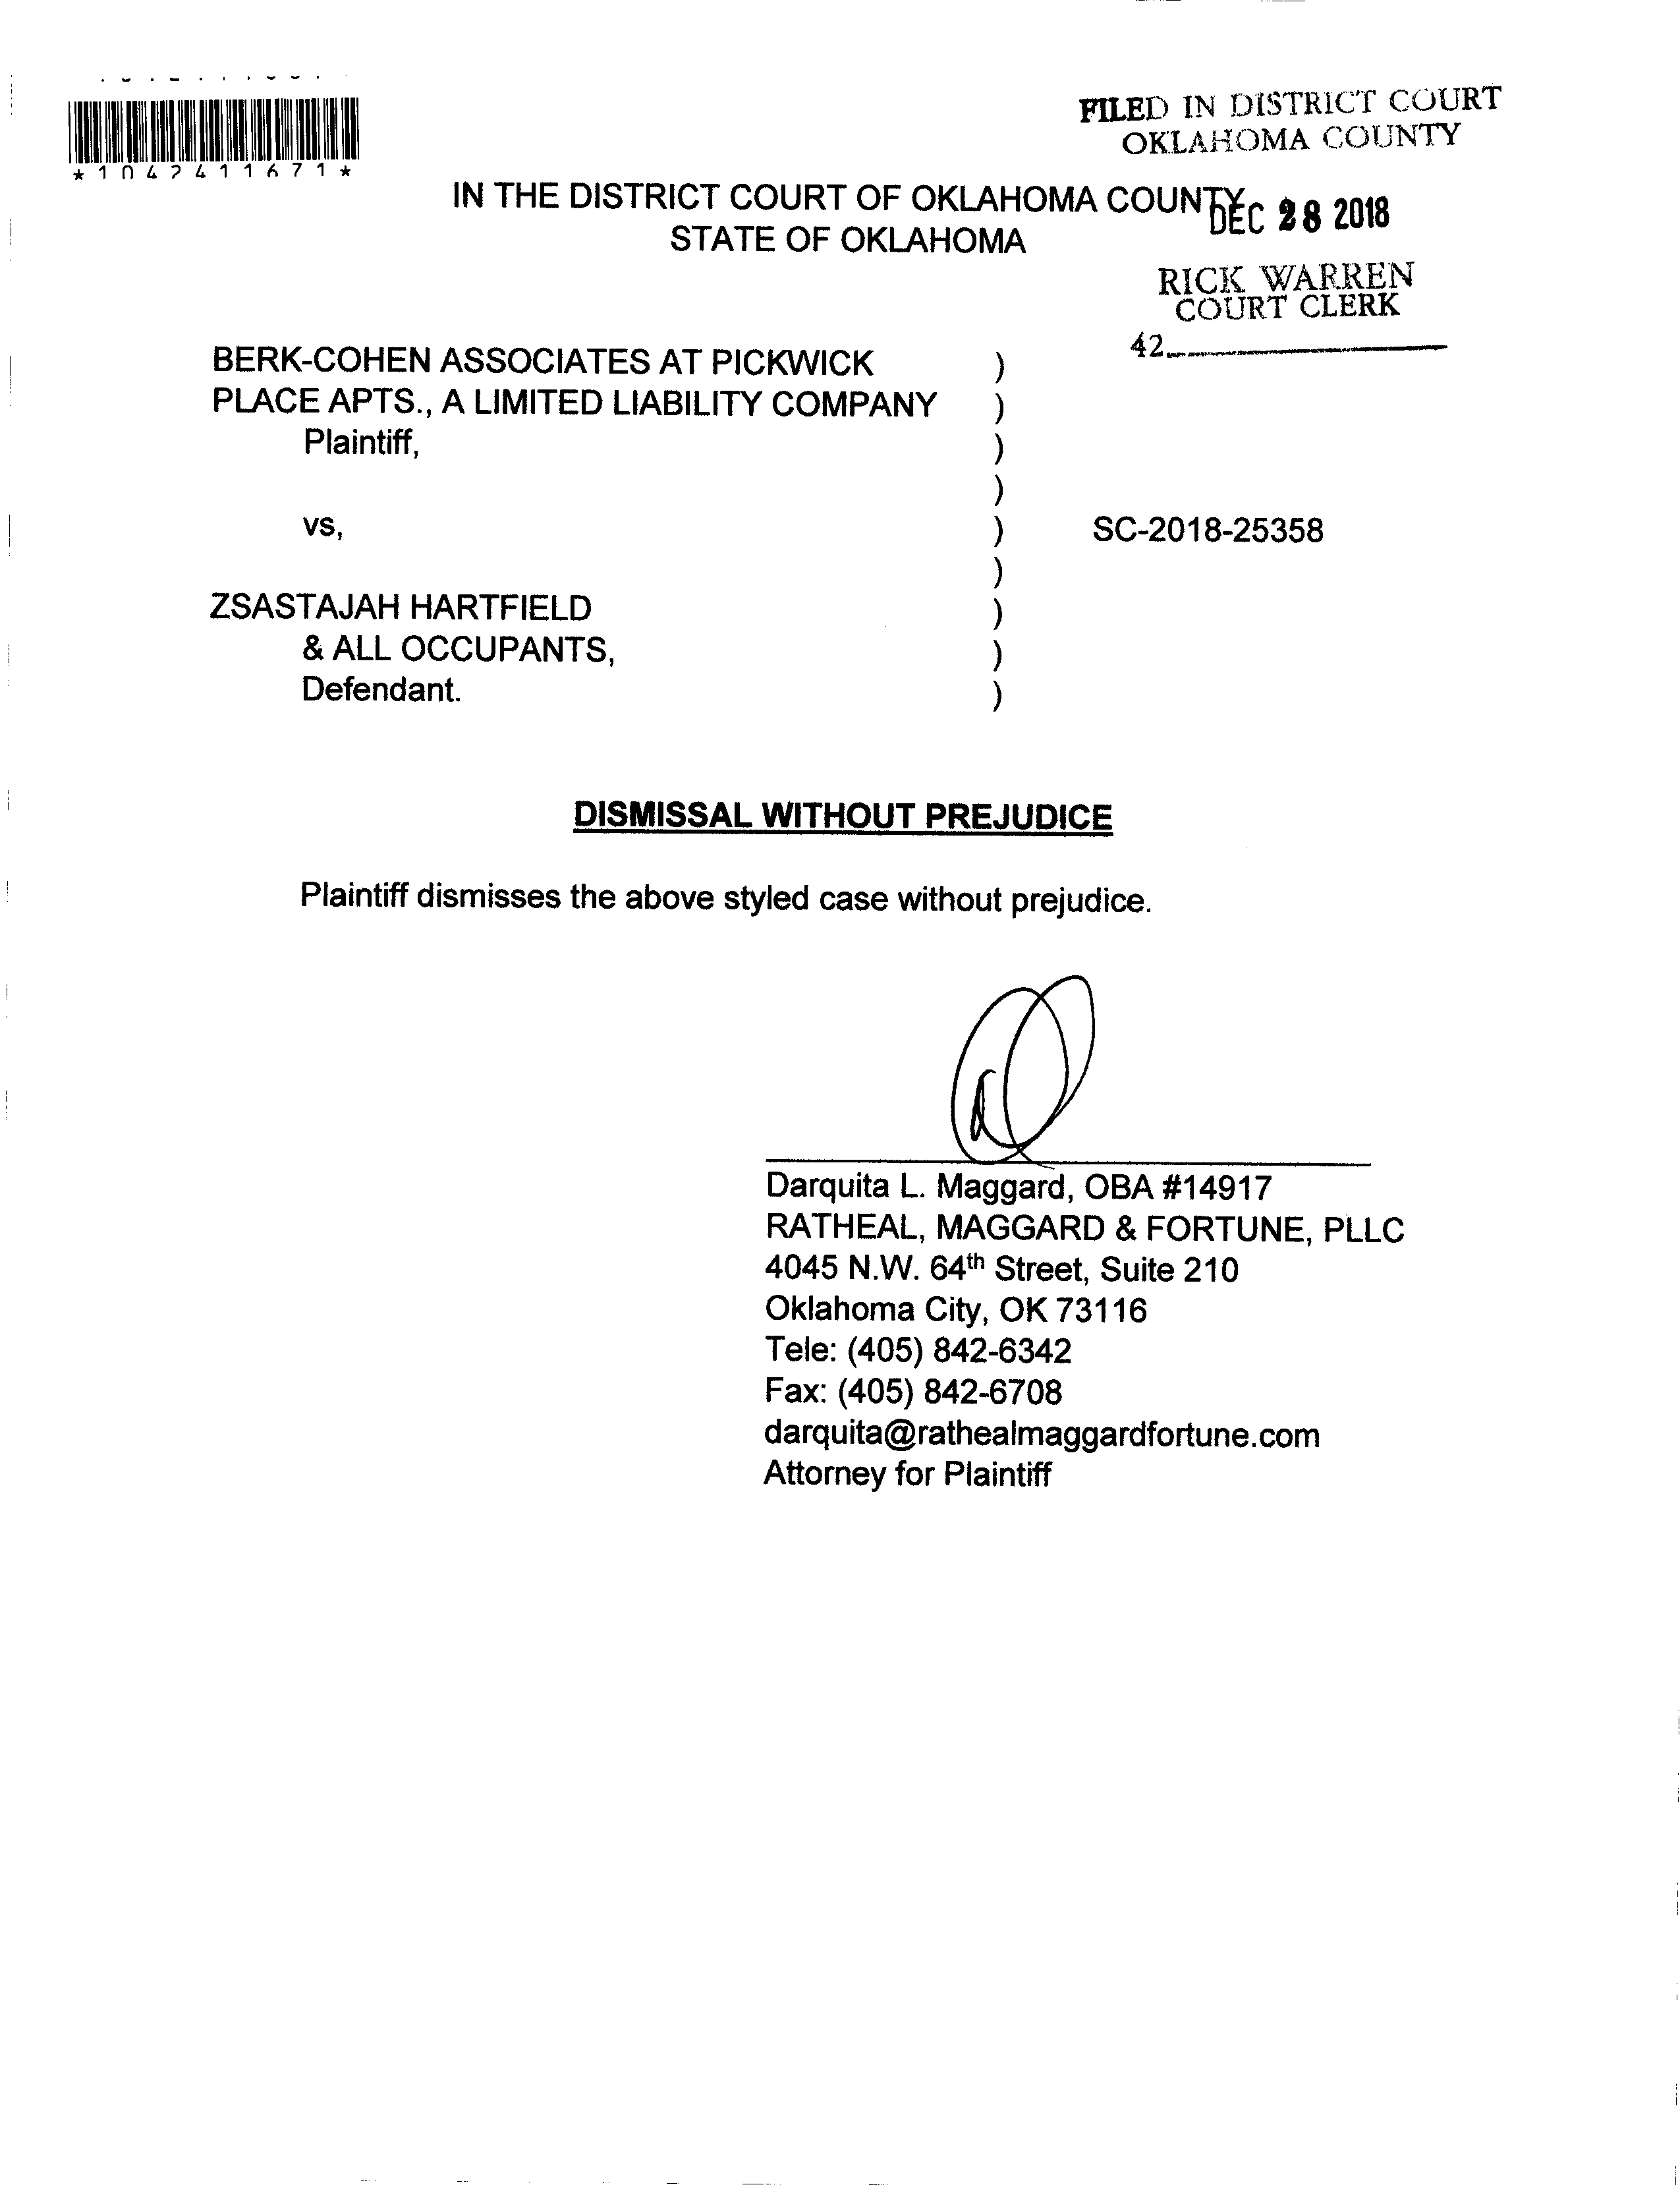 *1042411671*
FILED IN DISTRICT COURT
OKLAHOMA COUNTY
IN THE DISTRICT COURT OF OKLAHOMA COUNTY
DEC 28 2018
STATE OF OKLAHOMA
RICK WARREN
COURT CLERK
42
BERK-COHEN ASSOCIATES AT PICKWICK )
PLACE APTS., A LIMITED LIABILITY COMPANY )
Plaintiff, )
)
vs, ) SC-2018-25358
)
ZSASTAJAH HARTFIELD )
& ALL OCCUPANTS, )
Defendant. )
DISMISSAL WITHOUT PREJUDICE
Plaintiff dismisses the above styled case without prejudice.
Darquita L. Maggard, OBA #14917
RATHEAL, MAGGARD & FORTUNE, PLLC
4045 N.W. 64th Street, Suite 210
Oklahoma City, OK 73116
Tele: (405) 842-6342
Fax: (405) 842-6708
darquita@rathealmaggardfortune.com
Attorney for Plaintiff